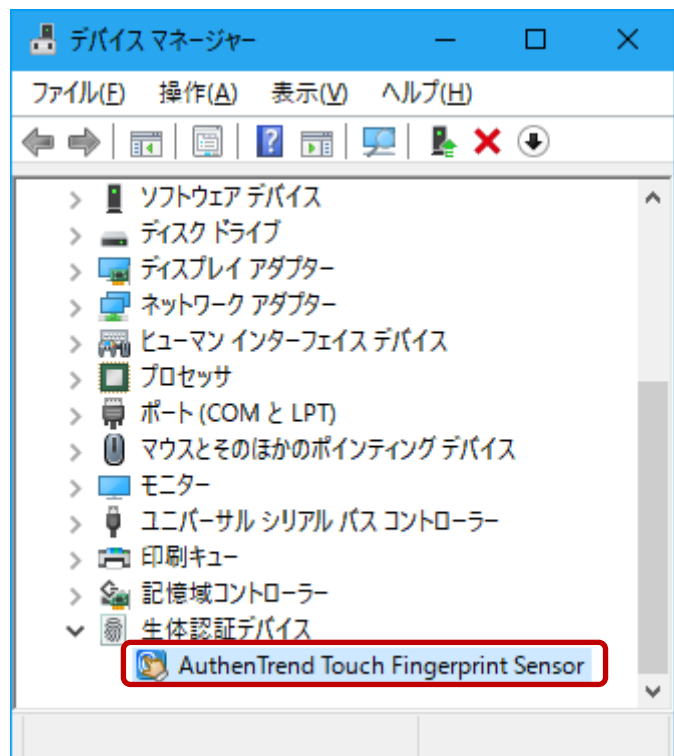 デバイス マネージャー
ファイル(F) 操作(A) 表示(V) ヘルプ(H)
ソフトウェア デバイス
ディスク ドライブ
ディスプレイ アダプター
ネットワーク アダプター
ヒューマン インターフェイス デバイス
プロセッサ
ポート (COM と LPT)
マウスとそのほかのポインティング デバイス
モニター
ユニバーサル シリアル バス コントローラー
印刷キュー
記憶域コントローラー
生体認証デバイス
AuthenTrend Touch Fingerprint Sensor